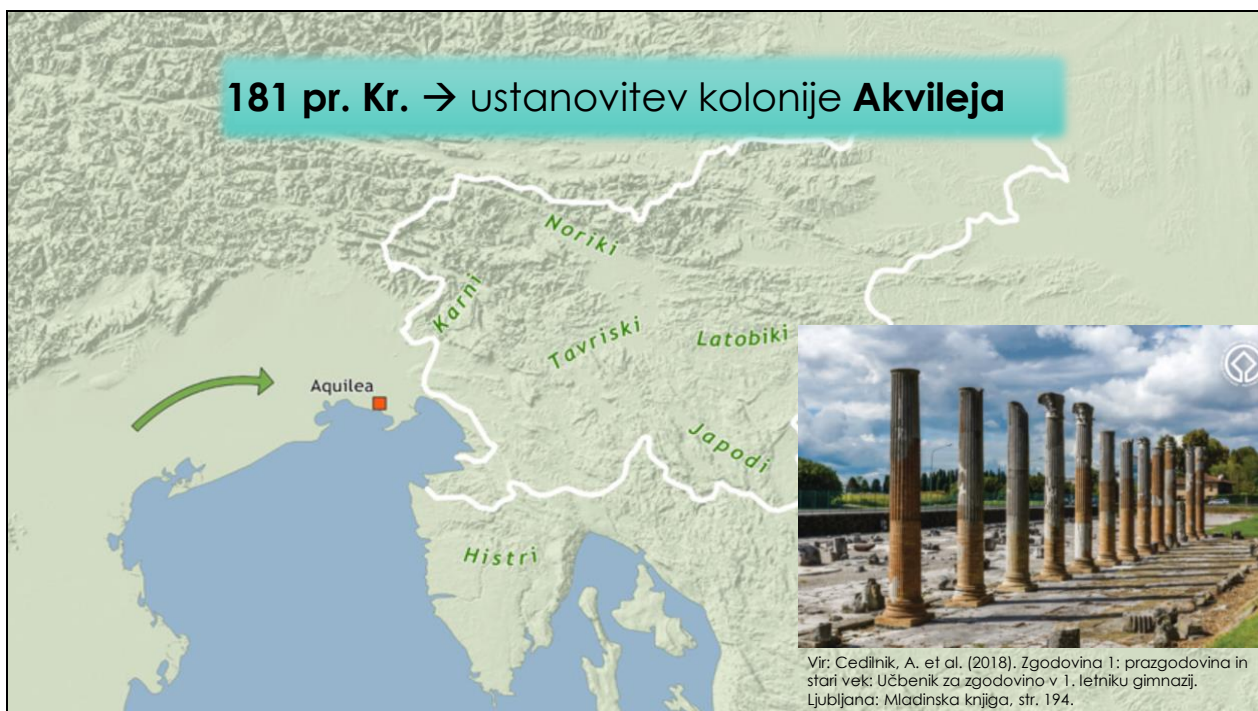 181 pr. Kr. → ustanovitev kolonije Akvileja
Noriki
Karni
Tavriski
Latobiki
Aquilea
Japodi
Histri
Vir: Cedilnik, A. et al. (2018). Zgodovina 1: prazgodovina in
stari vek: Učbenik za zgodovino v 1. letniku gimnazij.
Ljubljana: Mladinska knjiga, str. 194.